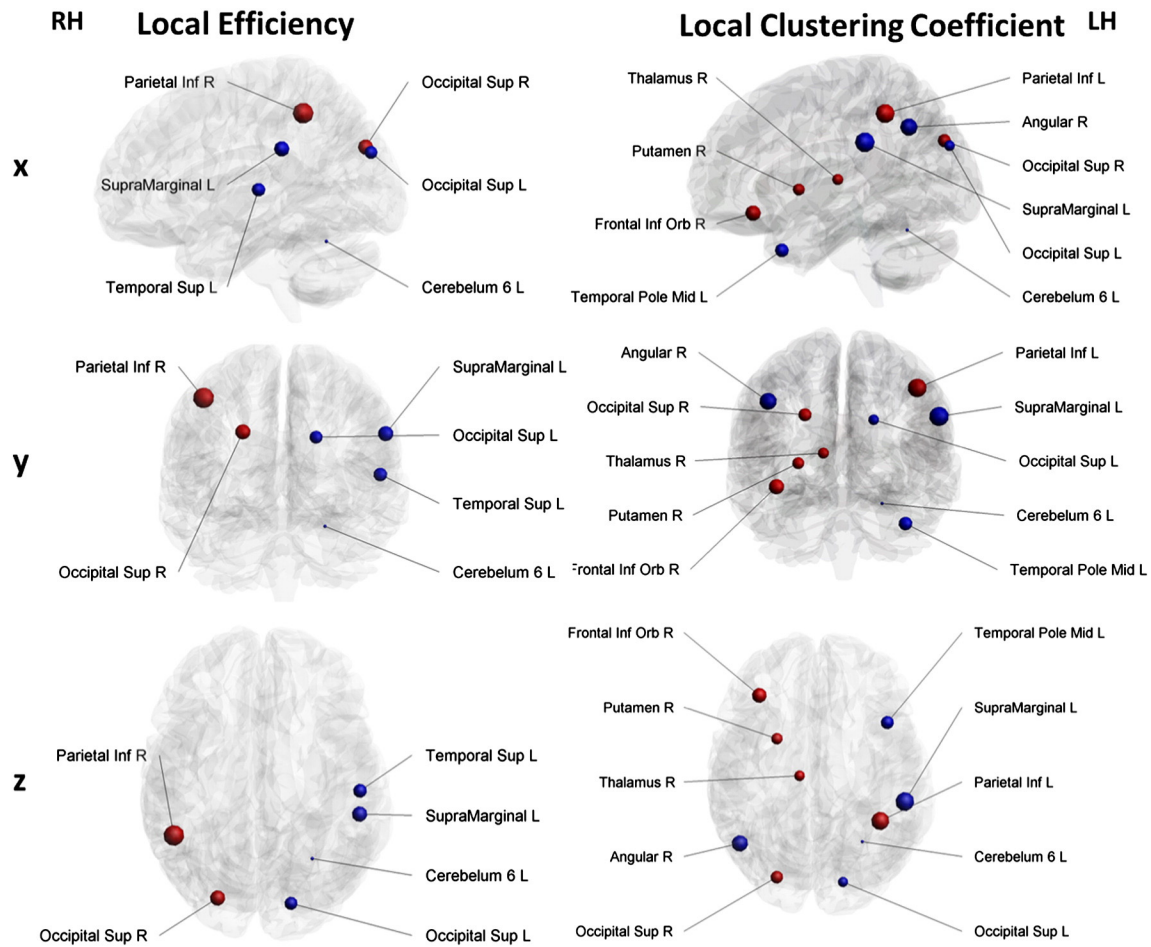 RH Local Efficiency Local Clustering Coefficient LH
x
Parietal Inf R
Occipital Sup R
SupraMarginal L
Occipital Sup L
Temporal Sup L
Cerebelum 6 L
Thalamus R
Parietal Inf L
Angular R
Putamen R
Occipital Sup R
SupraMarginal L
Frontal Inf Orb R
Occipital Sup L
Temporal Pole Mid L
Cerebelum 6 L
y
Parietal Inf R
SupraMarginal L
Occipital Sup L
Temporal Sup L
Occipital Sup R
Cerebelum 6 L
Angular R
Parietal Inf L
Occipital Sup R
SupraMarginal L
Thalamus R
Occipital Sup L
Putamen R
Cerebelum 6 L
Frontal Inf Orb R
Temporal Pole Mid L
z
Parietal Inf R
Temporal Sup L
SupraMarginal L
Cerebelum 6 L
Occipital Sup R
Occipital Sup L
Frontal Inf Orb R
Temporal Pole Mid L
Putamen R
SupraMarginal L
Thalamus R
Parietal Inf L
Angular R
Cerebelum 6 L
Occipital Sup R
Occipital Sup L